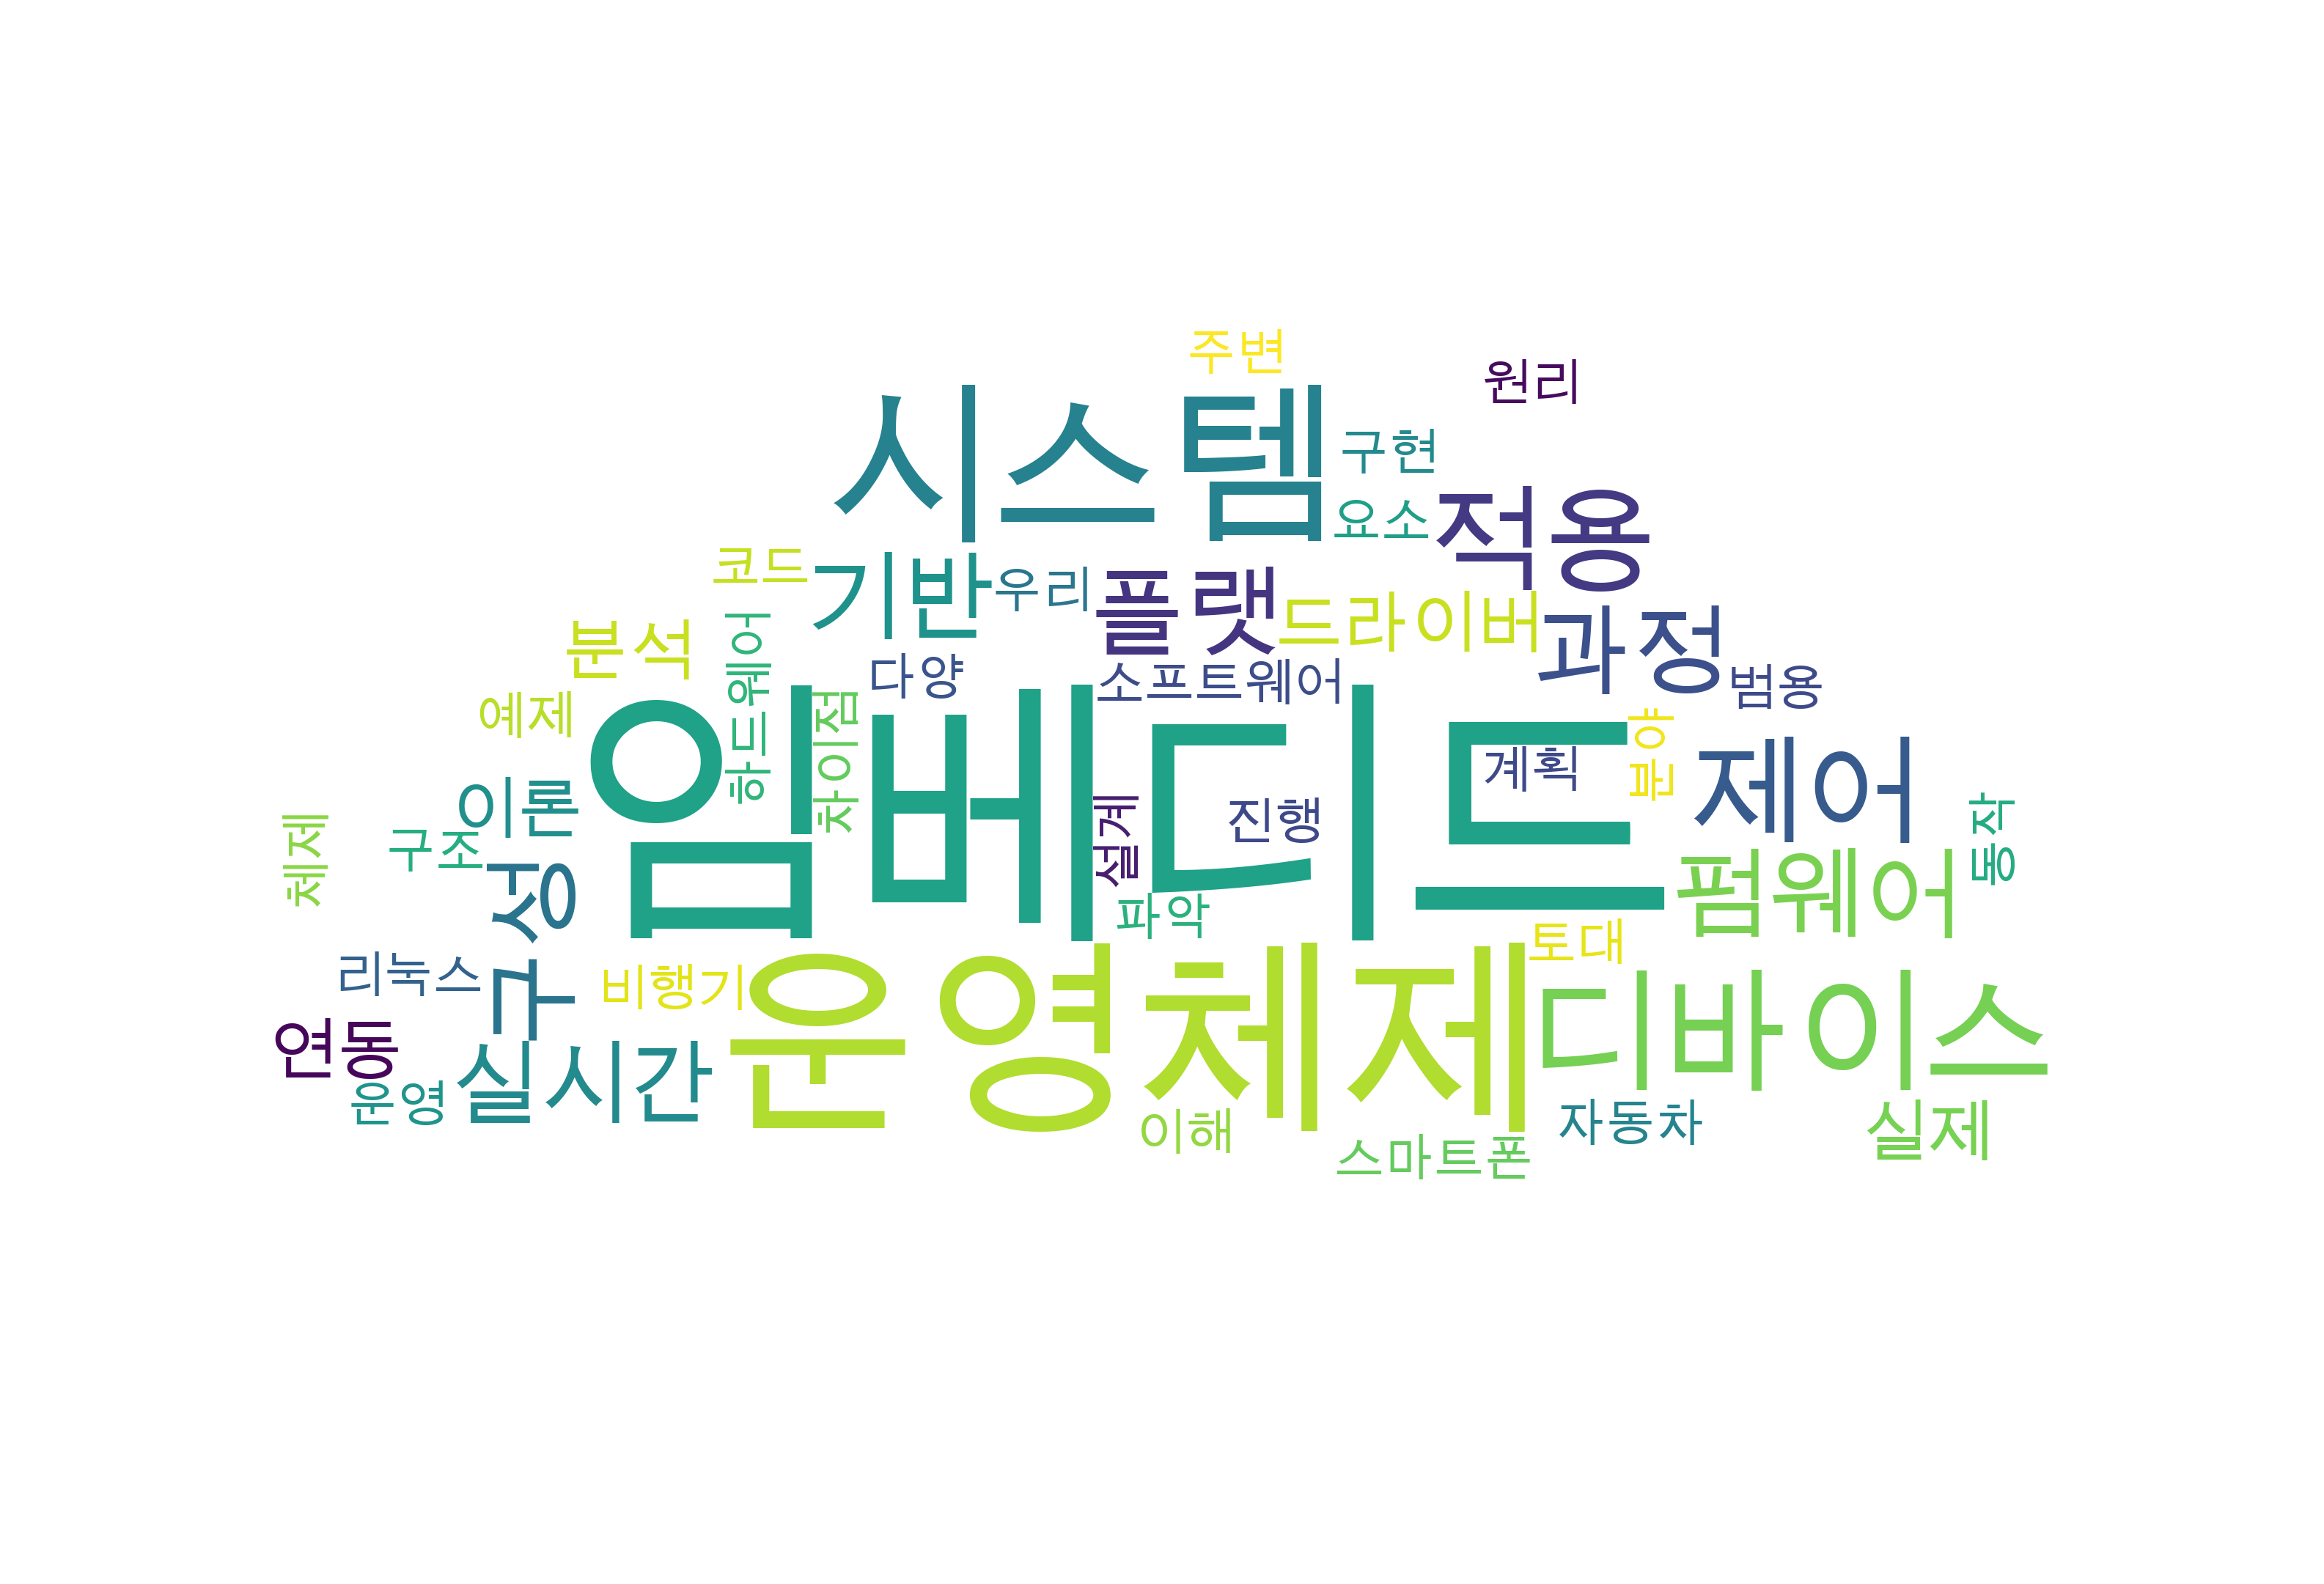 주변
원리
시스템
구현
요소
적용
코드
기반
우리
플랫
드라이버
과정
분석
하드웨어
다양
소프트웨어
범용
예제
차이점
계획
분야
제어
이론
구조
체제
임베디드
설계
진행
동작
펌웨어
파악
구성
리눅스
비행기
운영체제
토대
디바이스
연동
운영
실시간
이해
스마트폰
자동차
실제